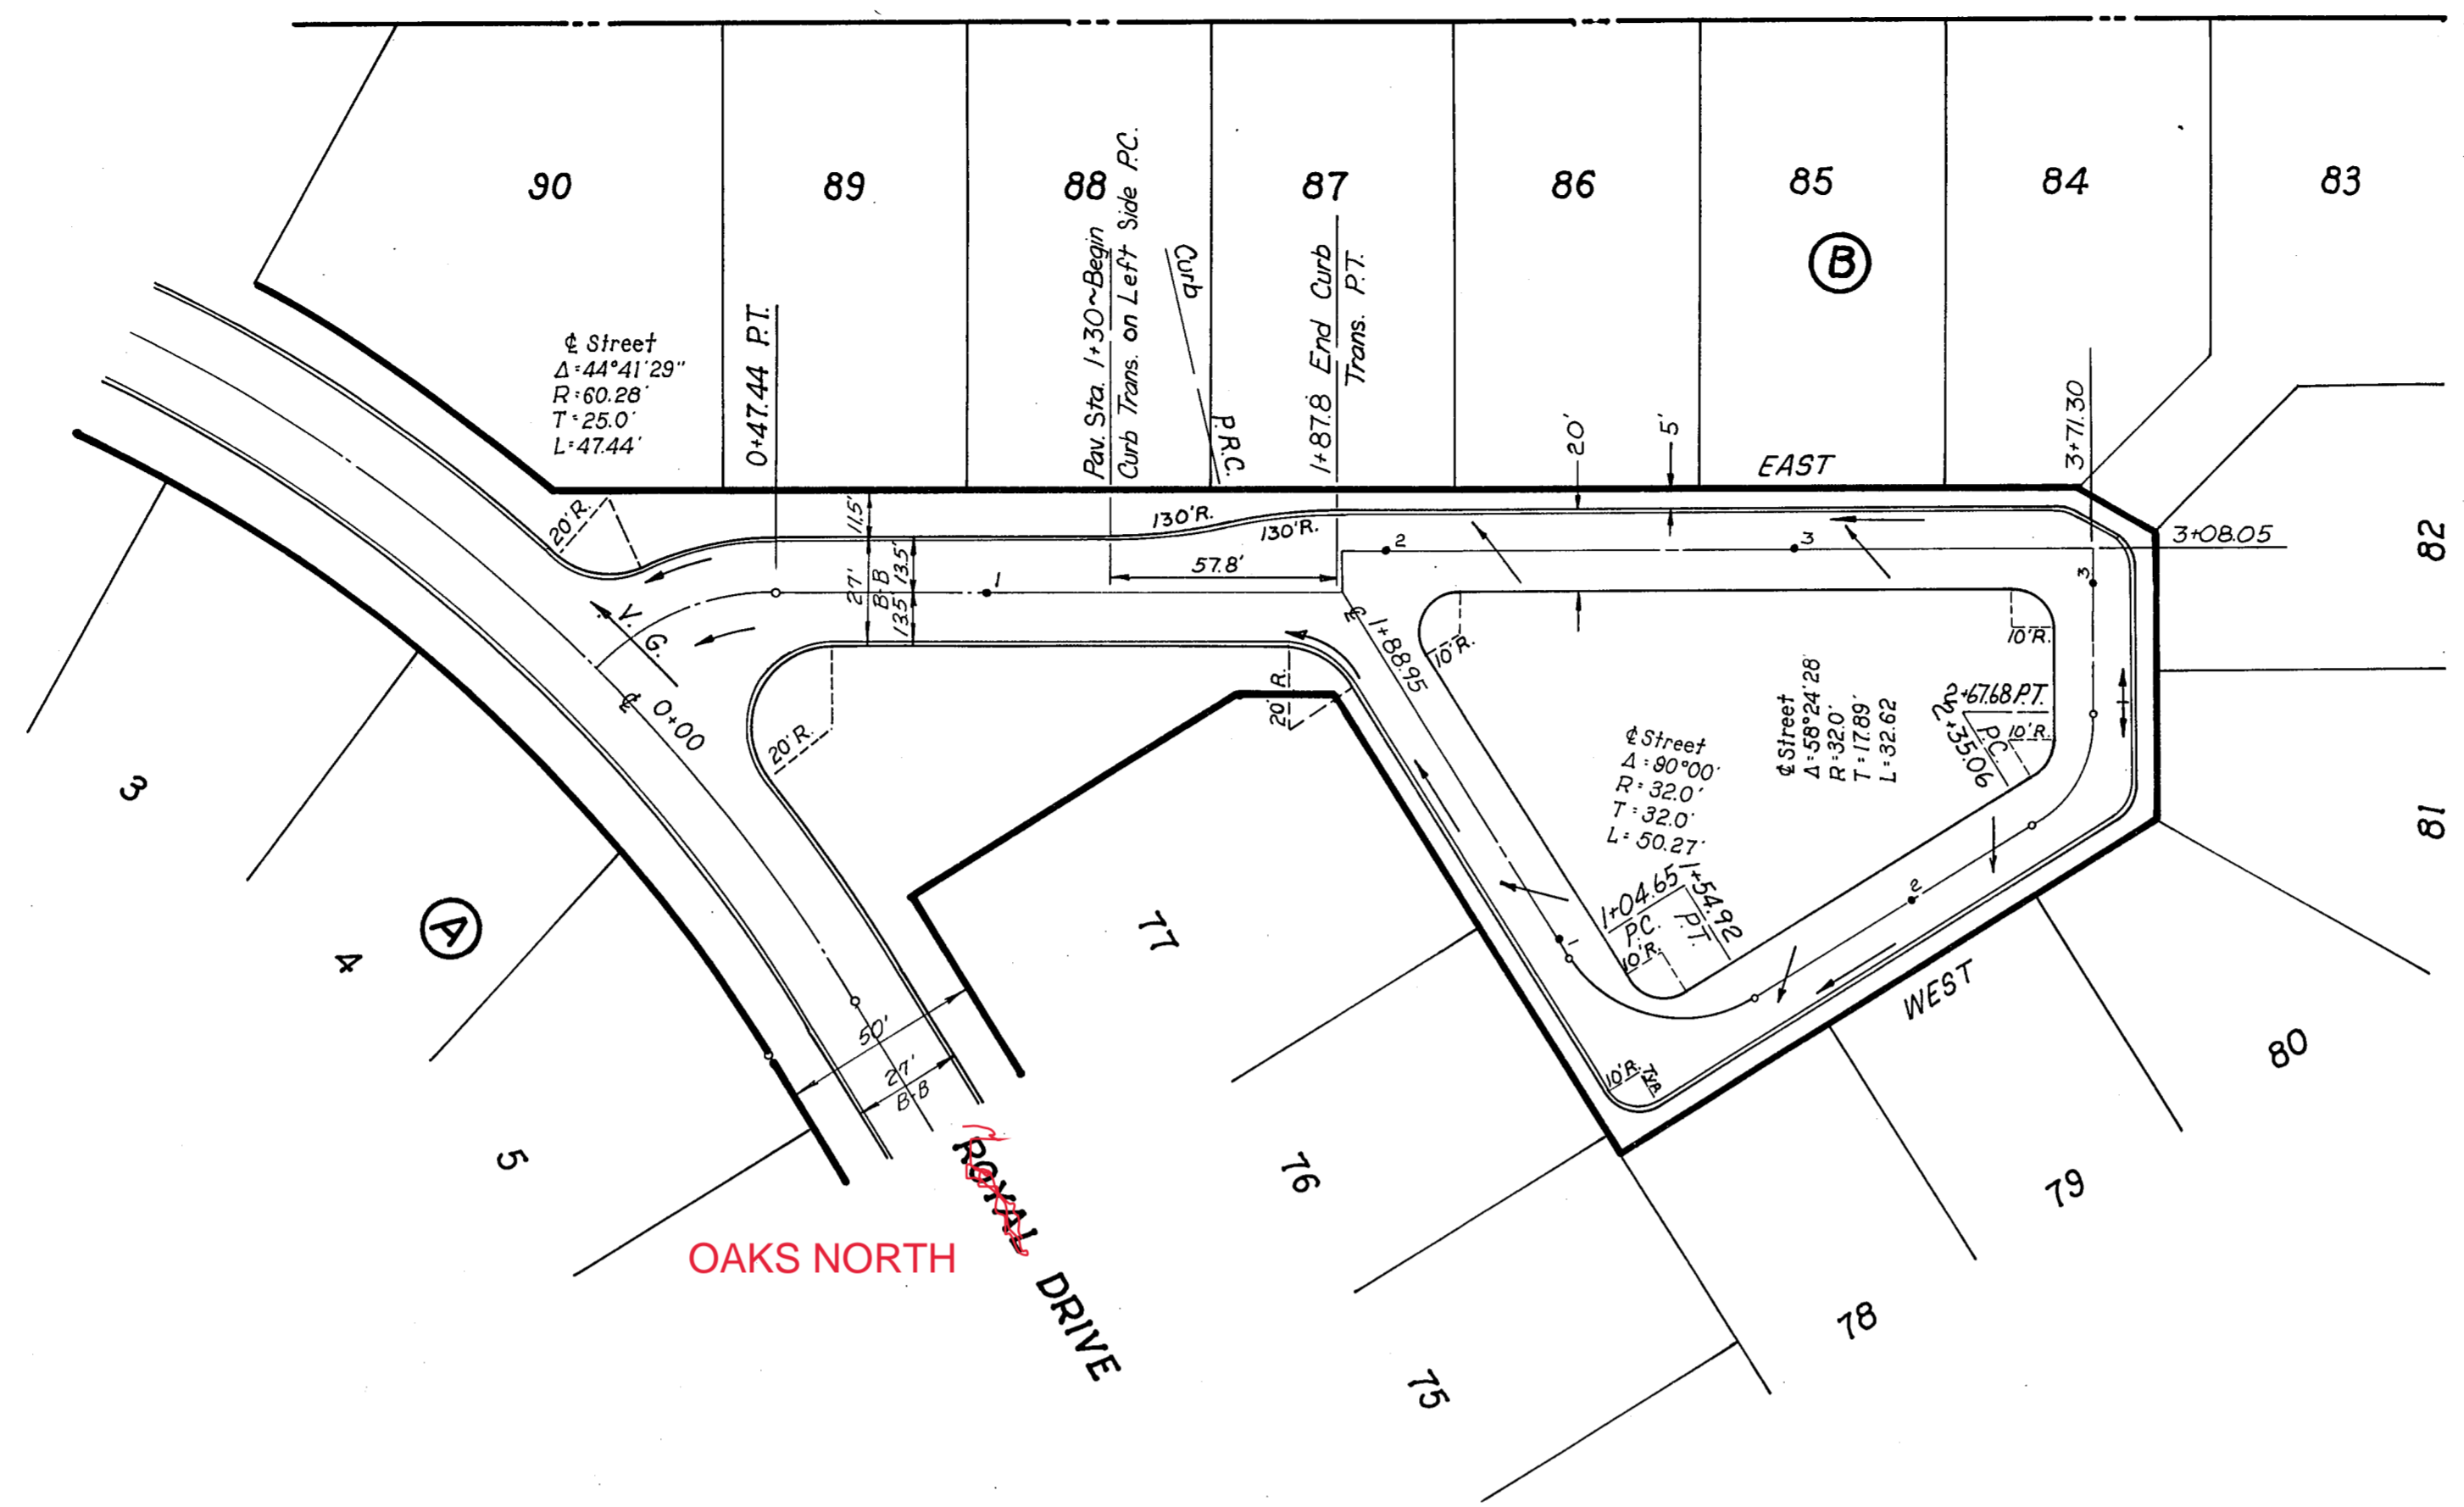 90
89
88
87
86
85
84
83
B
℄ Street
Δ=44°41'29"
R=60.28'
T=25.0'
L=47.44'
0+47.44 P.T.
Pav. Sta. 1+30~Begin
Curb Trans. on Left Side P.C.
Curb
P.R.C.
1+87.8 End Curb
Trans. P.T.
20'
5'
EAST
3+71.30
3+08.05
82
20'R.
11.5'
27'
B-B
13.5'
13.5'
130'R.
130'R.
57.8'
1
2
3
3
V. G.
℄ 0+00
20'R.
20' R.
℄ 1+88.95
10'R.
10'R.
℄ Street
Δ=90°00'
R=32.0'
T=32.0'
L=50.27'
℄ Street
Δ=58°24'28"
R=32.0'
T=17.89'
L=32.62
2+67.68 P.T.
10'R.
2+35.06
P.C.
81
1+04.65
P.C.
1+54.92
P.T.
10'R.
1
2
10'R.
TYP.
WEST
3
4
5
A
50'
27'
B-B
77
76
75
78
79
80
ROYAL DRIVE
OAKS NORTH